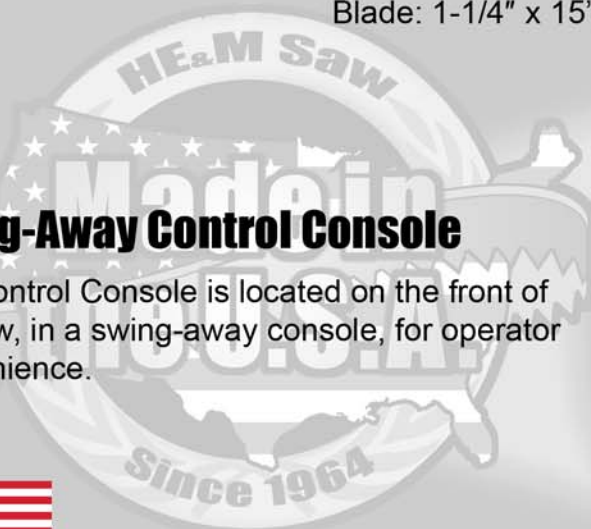 Blade: 1-1/4" x 15'
HE&M Saw
Made in
the U.S.A.
g-Away Control Console
ontrol Console is located on the front of
w, in a swing-away console, for operator
nience.
Since 1964